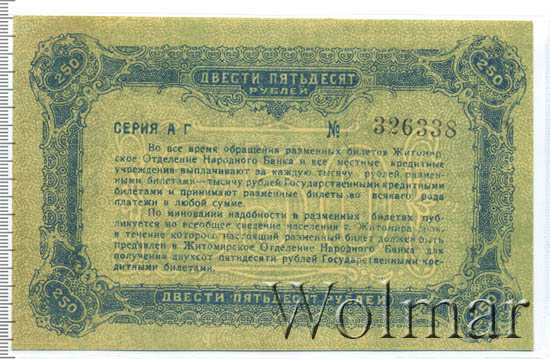 250
250
ДВЕСТИ ПЯТЬДЕСЯТ
РУБЛЕЙ
СЕРИЯ А Г № 326338
Во все время обращения разменных билетов Житомир-
ское Отделение Народного Банка и все местные кредитные
учреждения выплачивают за каждую тысячу рублей размен-
ными билетами—тысячу рублей Государственными кредитными
билетами и принимают разменные билеты во всякого рода
платежи в любой сумме.
По миновании надобности в разменных билетах пуб-
ликуется во всеобщее сведение населении г. Житомира
в течение которого настоящий разменный билет должен быть
предъявлен в Житомирское Отделение Народного Банка для
получения двухсот пятидесяти рублей Государственными кре-
дитными билетами.
250
ДВЕСТИ ПЯТЬДЕСЯТ РУБЛЕЙ
250
Wolmar